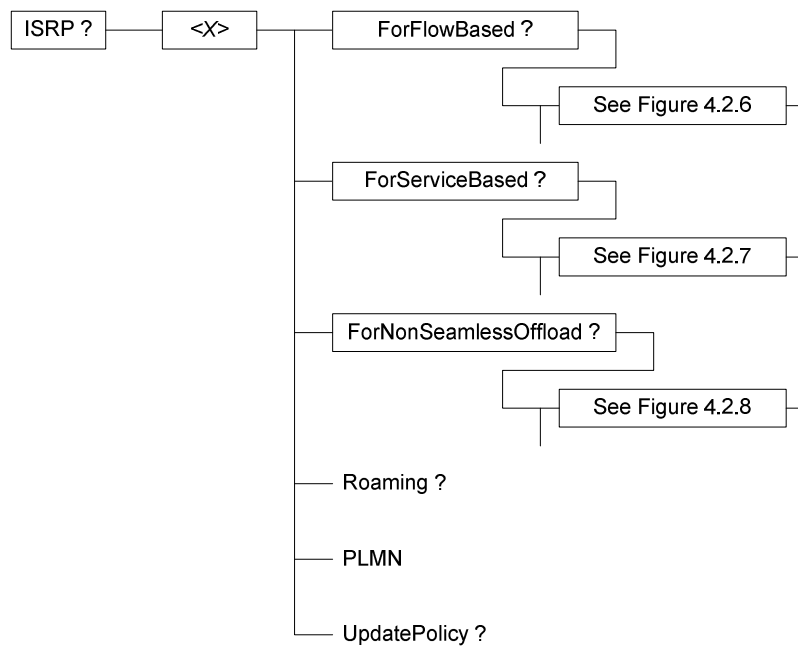 ISRP ?
<X>
ForFlowBased ?
See Figure 4.2.6
ForServiceBased ?
See Figure 4.2.7
ForNonSeamlessOffload ?
See Figure 4.2.8
Roaming ?
PLMN
UpdatePolicy ?